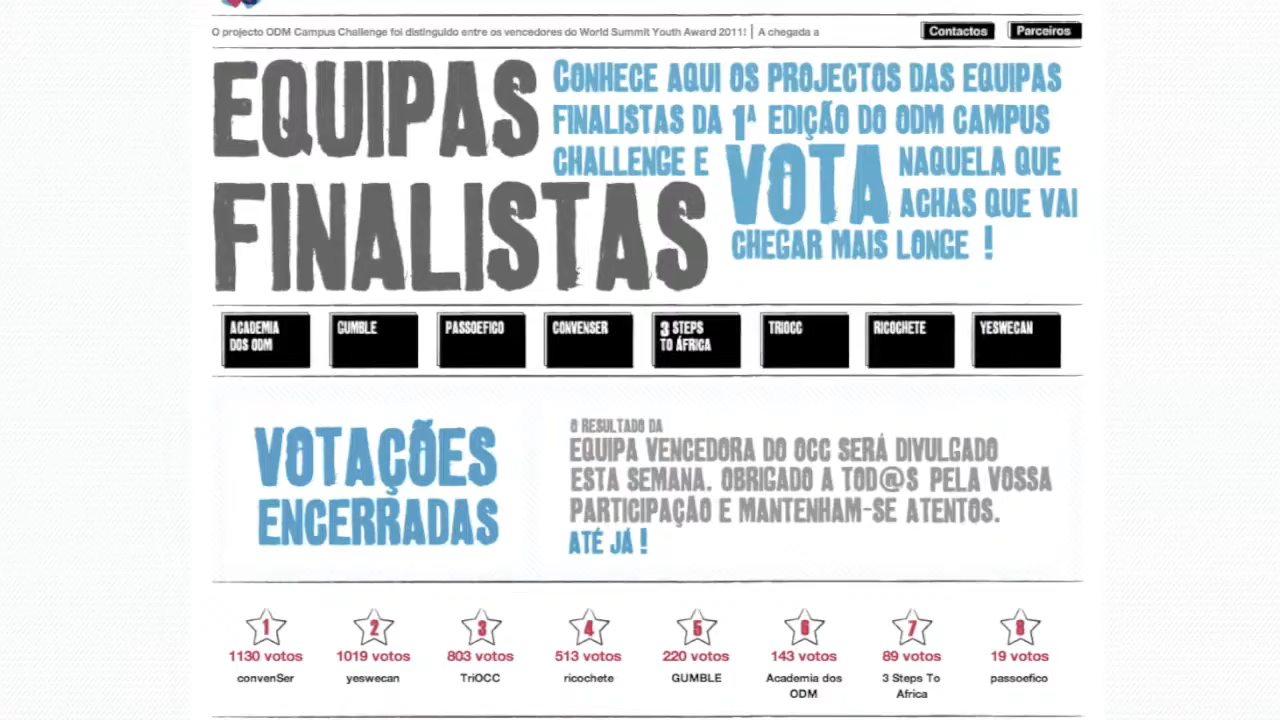 O projecto ODM Campus Challenge foi distinguido entre os vencedores do World Summit Youth Award 2011! | A chegada a
Contactos
Parceiros
EQUIPAS
FINALISTAS
CONHECE AQUI OS PROJECTOS DAS EQUIPAS
FINALISTAS DA 1ª EDIÇÃO DO ODM CAMPUS
CHALLENGE E VOTA NAQUELA QUE
ACHAS QUE VAI
CHEGAR MAIS LONGE !
ACADEMIA
DOS ODM
GUMBLE
PASSOEFICO
CONVENSER
3 STEPS
TO ÁFRICA
TRIOCC
RICOCHETE
YESWECAN
VOTAÇÕES
ENCERRADAS
O RESULTADO DA
EQUIPA VENCEDORA DO OCC SERÁ DIVULGADO
ESTA SEMANA. OBRIGADO A TOD@S PELA VOSSA
PARTICIPAÇÃO E MANTENHAM-SE ATENTOS.
ATÉ JÁ !
1 2 3 4 5 6 7 8
1130 votos 1019 votos 803 votos 513 votos 220 votos 143 votos 89 votos 19 votos
convenSer yeswecan TriOCC ricochete GUMBLE Academia dos 3 Steps To passoefico
ODM Africa